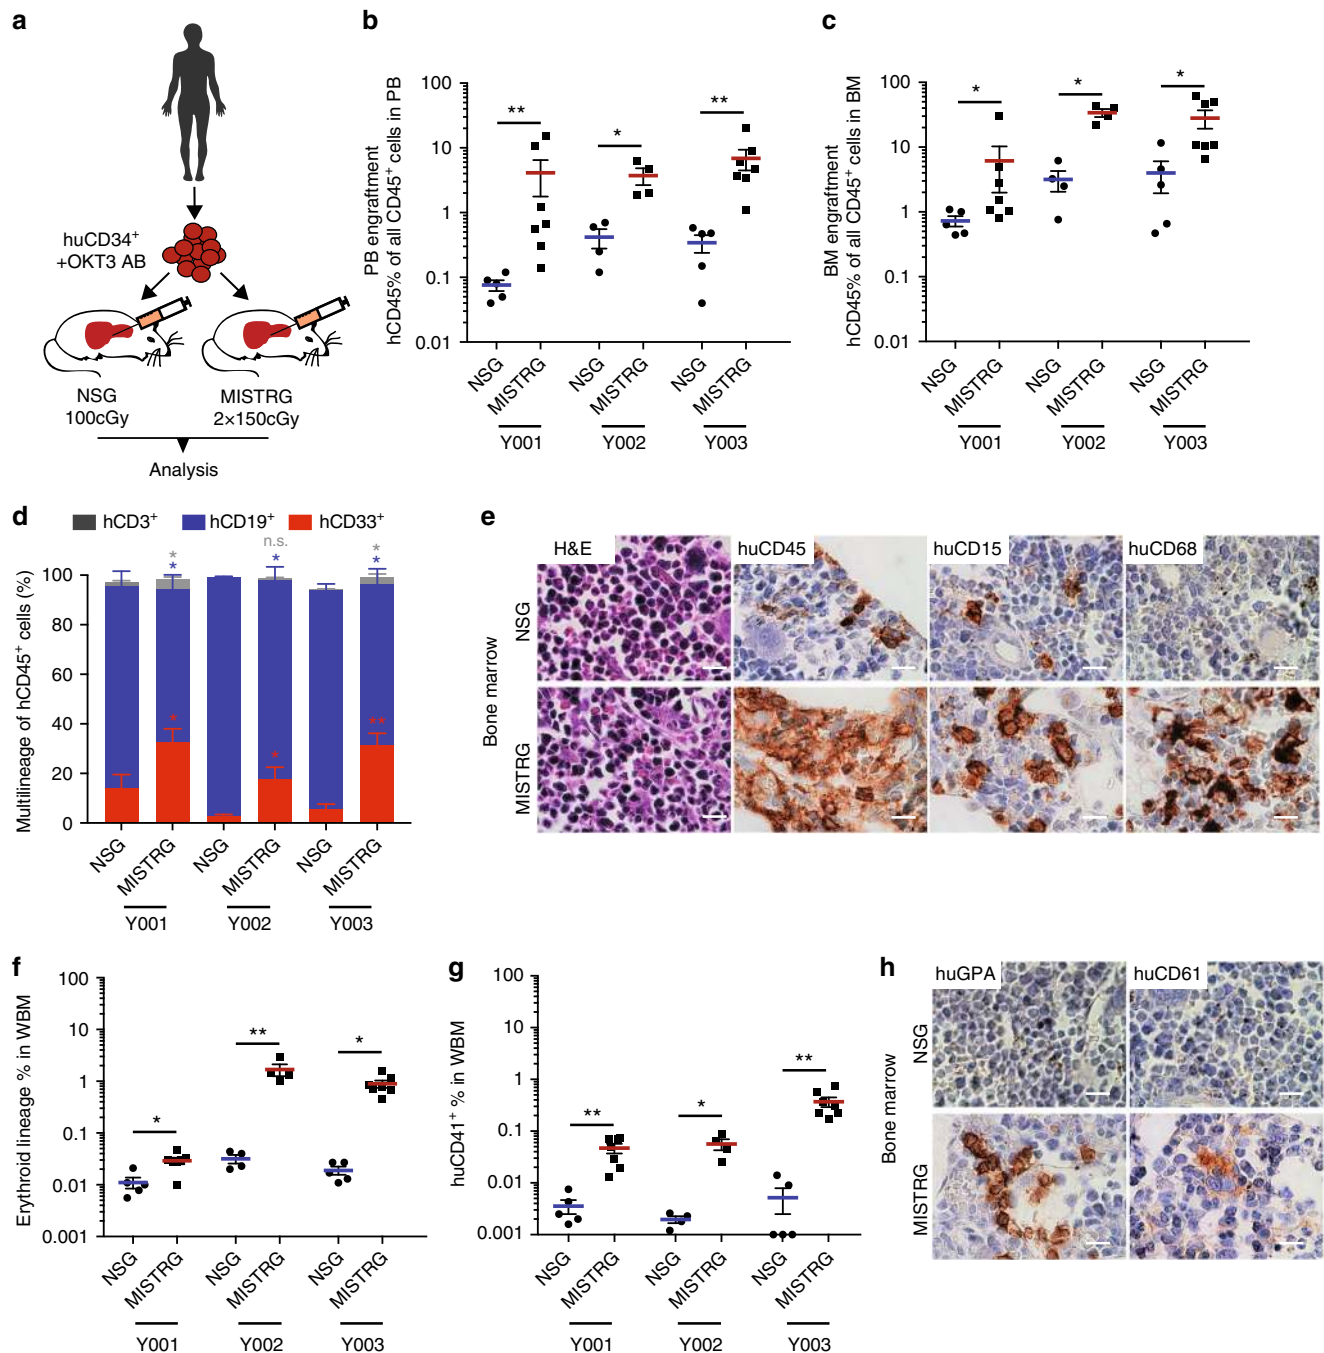 a
huCD34+
+OKT3 AB
NSG
100cGy
MISTRG
2×150cGy
Analysis
b
PB engraftment
hCD45% of all CD45+ cells in PB
100
10
1
0.1
0.01
**
*
**
NSG
MISTRG
NSG
MISTRG
NSG
MISTRG
Y001
Y002
Y003
c
BM engraftment
hCD45% of all CD45+ cells in BM
100
10
1
0.1
0.01
*
*
*
NSG
MISTRG
NSG
MISTRG
NSG
MISTRG
Y001
Y002
Y003
d
hCD3+
hCD19+
hCD33+
Multilineage of hCD45+ cells (%)
100
80
60
40
20
0
*
*
*
n.s.
*
*
*
*
**
NSG
MISTRG
NSG
MISTRG
NSG
MISTRG
Y001
Y002
Y003
e
H&E
huCD45
huCD15
huCD68
Bone marrow
NSG
MISTRG
f
Erythroid lineage % in WBM
100
10
1
0.1
0.01
0.001
*
**
*
NSG
MISTRG
NSG
MISTRG
NSG
MISTRG
Y001
Y002
Y003
g
huCD41+ % in WBM
100
10
1
0.1
0.01
0.001
**
*
**
NSG
MISTRG
NSG
MISTRG
NSG
MISTRG
Y001
Y002
Y003
h
huGPA
huCD61
Bone marrow
NSG
MISTRG